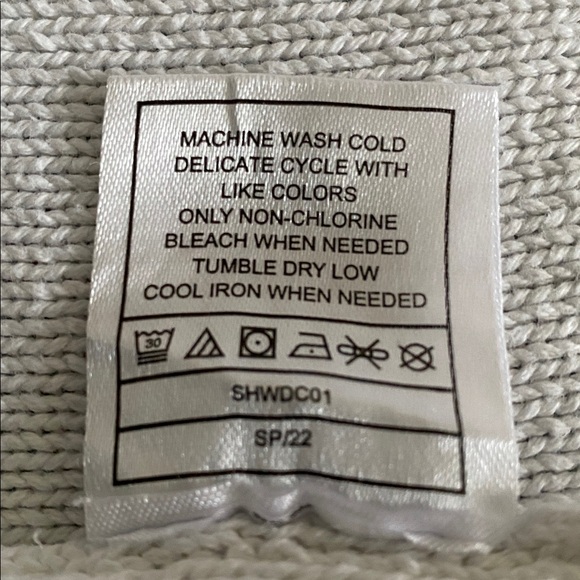 MACHINE WASH COLD
DELICATE CYCLE WITH
LIKE COLORS
ONLY NON-CHLORINE
BLEACH WHEN NEEDED
TUMBLE DRY LOW
COOL IRON WHEN NEEDED
30
SHWDC01
SP/22